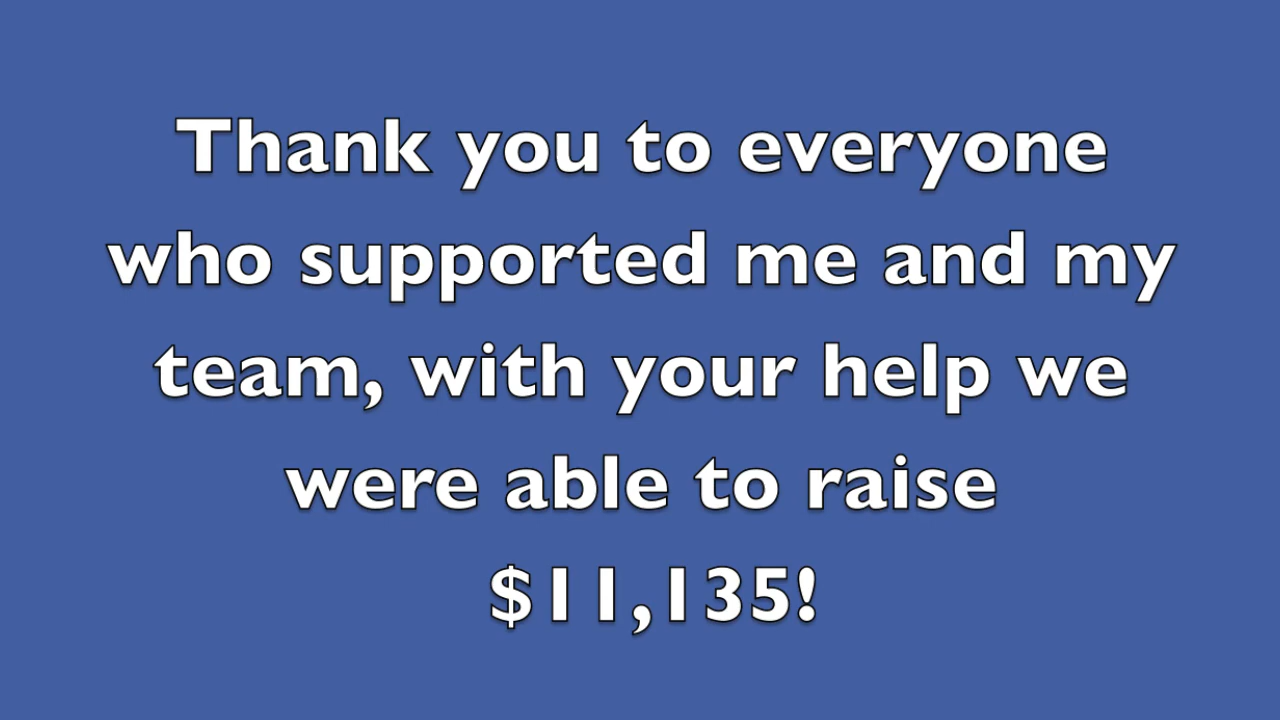 Thank you to everyone
who supported me and my
team, with your help we
were able to raise
$11,135!